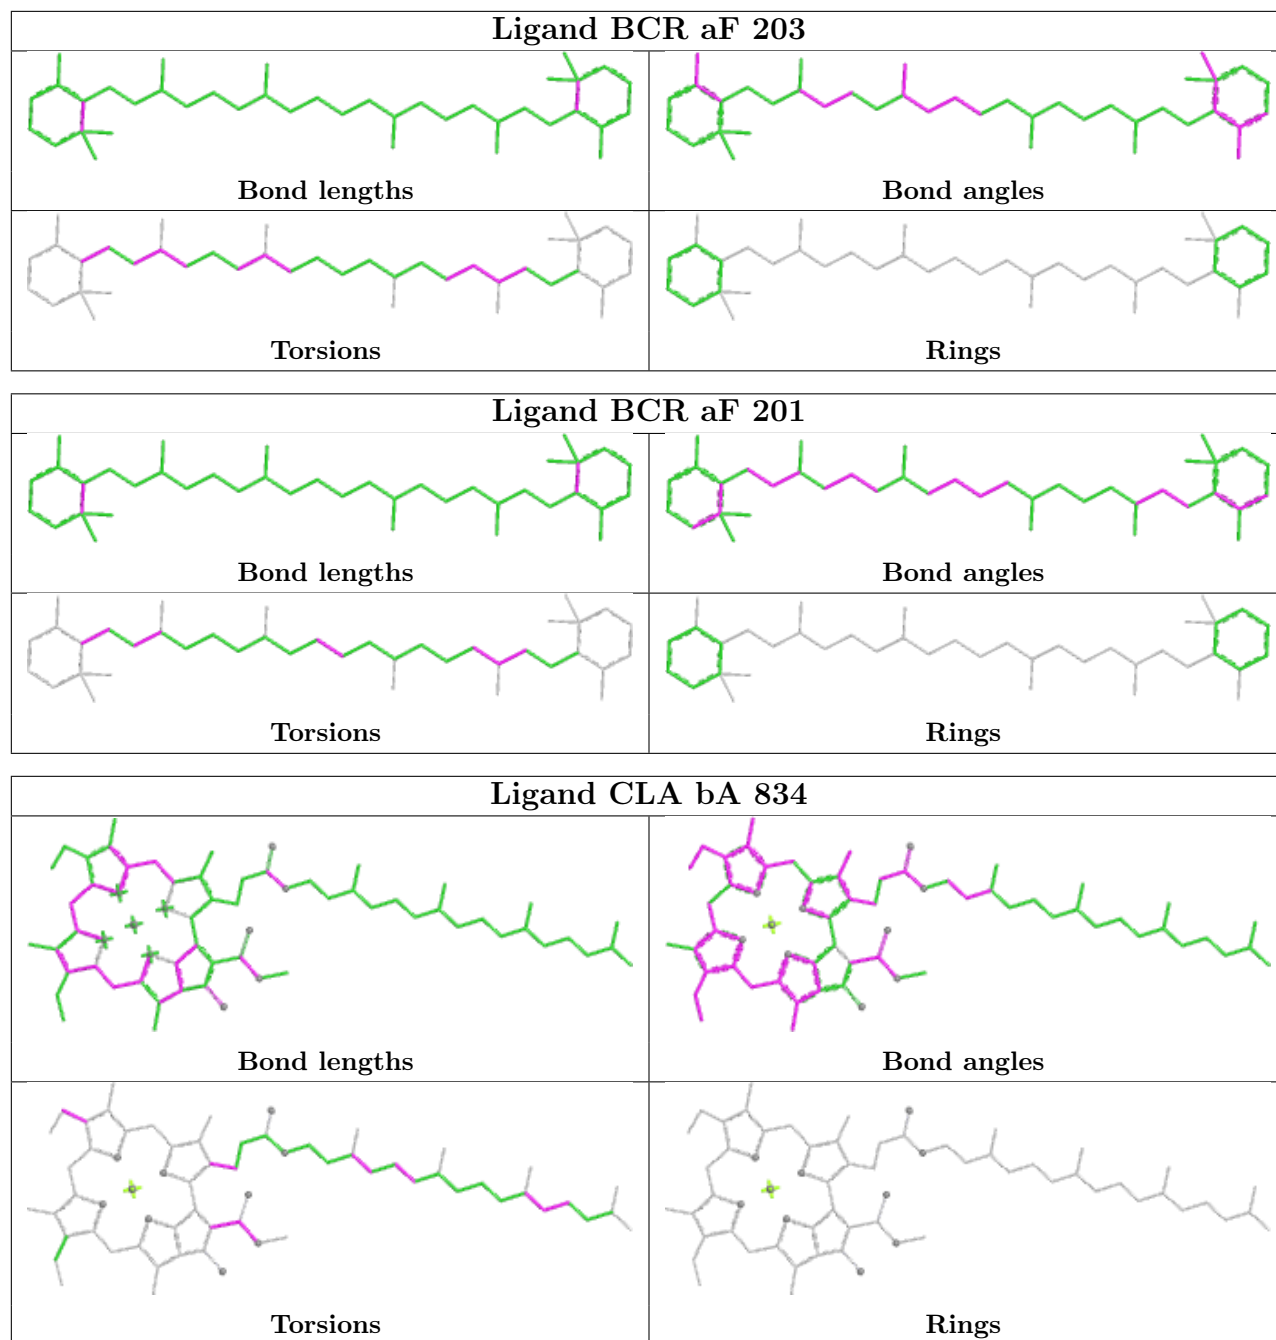 Ligand BCR aF 203
Bond lengths
Bond angles
Torsions
Rings
Ligand BCR aF 201
Bond lengths
Bond angles
Torsions
Rings
Ligand CLA bA 834
Bond lengths
Bond angles
Torsions
Rings